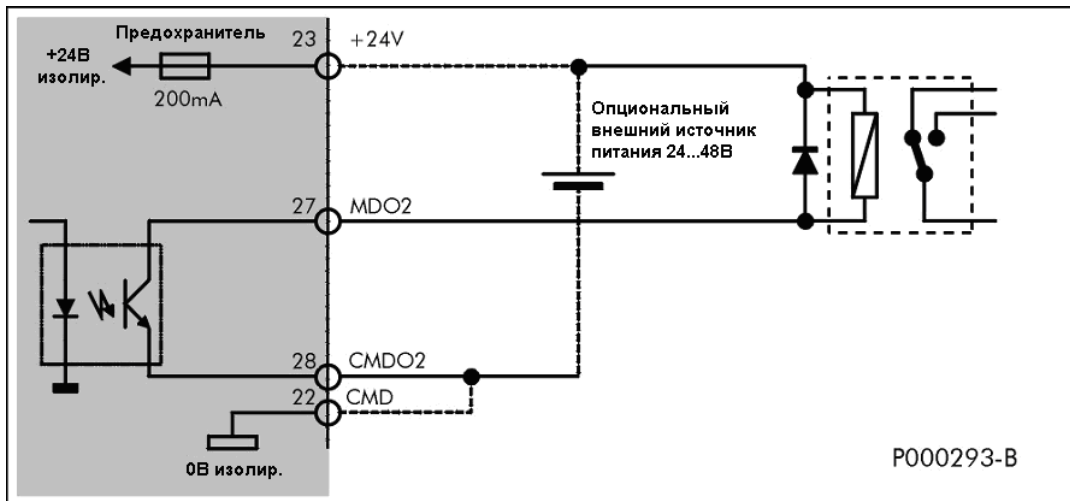 Предохранитель
+24В
изолир.
200mA
23
+24V
Опциональный
внешний источник
питания 24...48В
27
MDO2
28
CMDO2
22
CMD
0В изолир.
P000293-B